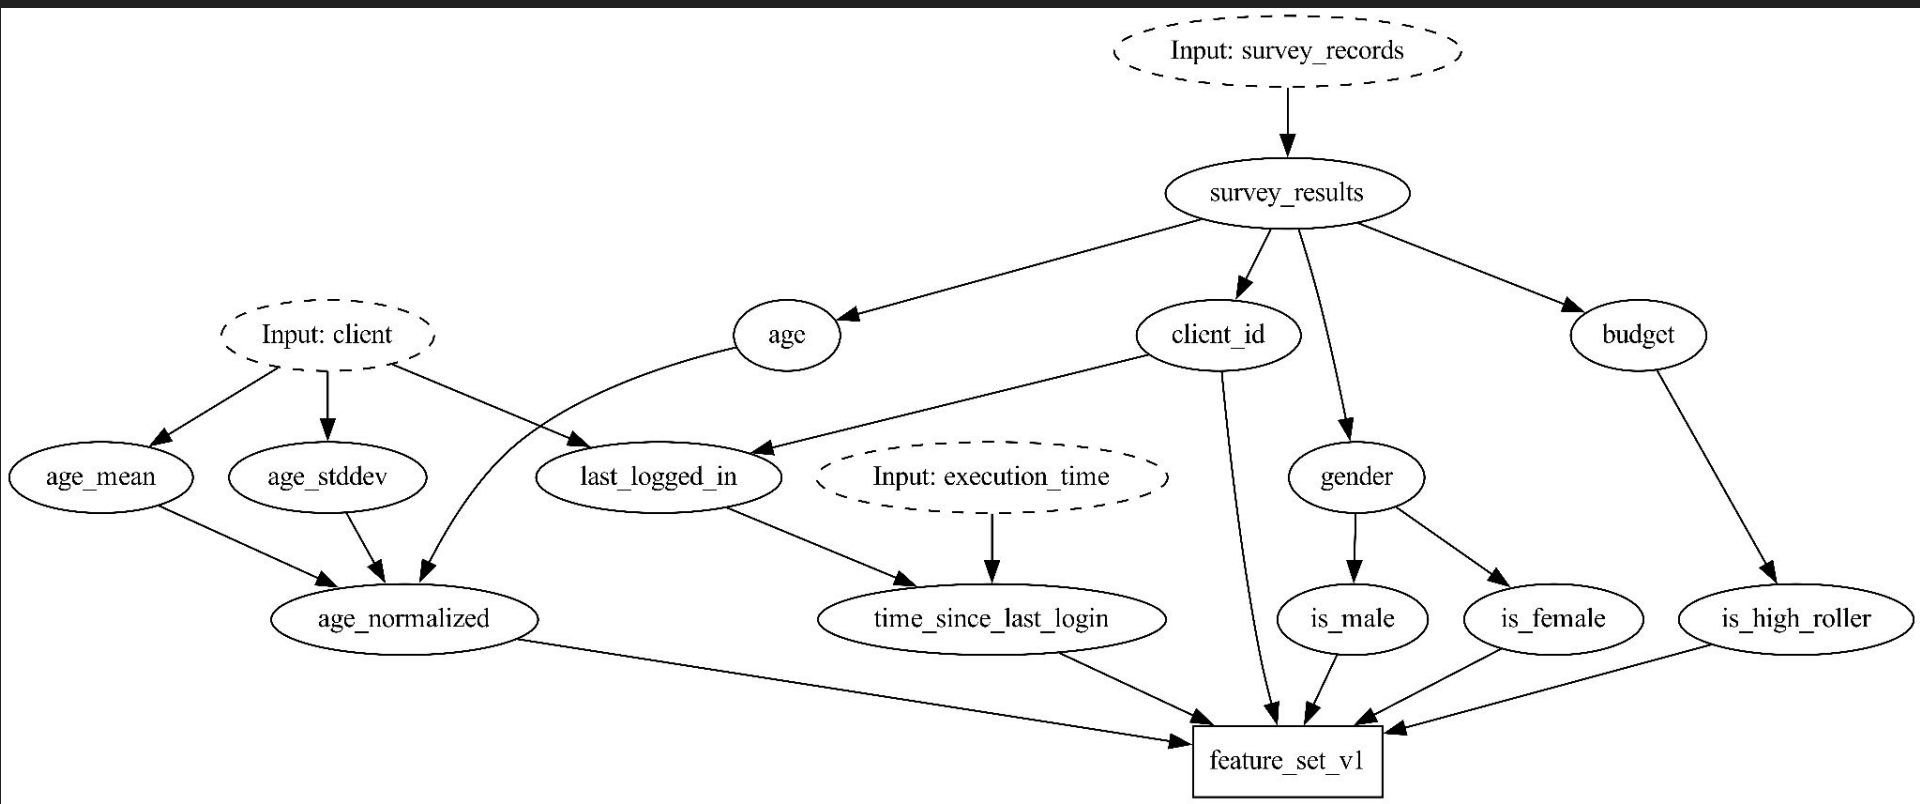 Input: survey_records
survey_results
Input: client
age
client_id
budget
age_mean
age_stddev
last_logged_in
Input: execution_time
gender
age_normalized
time_since_last_login
is_male
is_female
is_high_roller
feature_set_v1